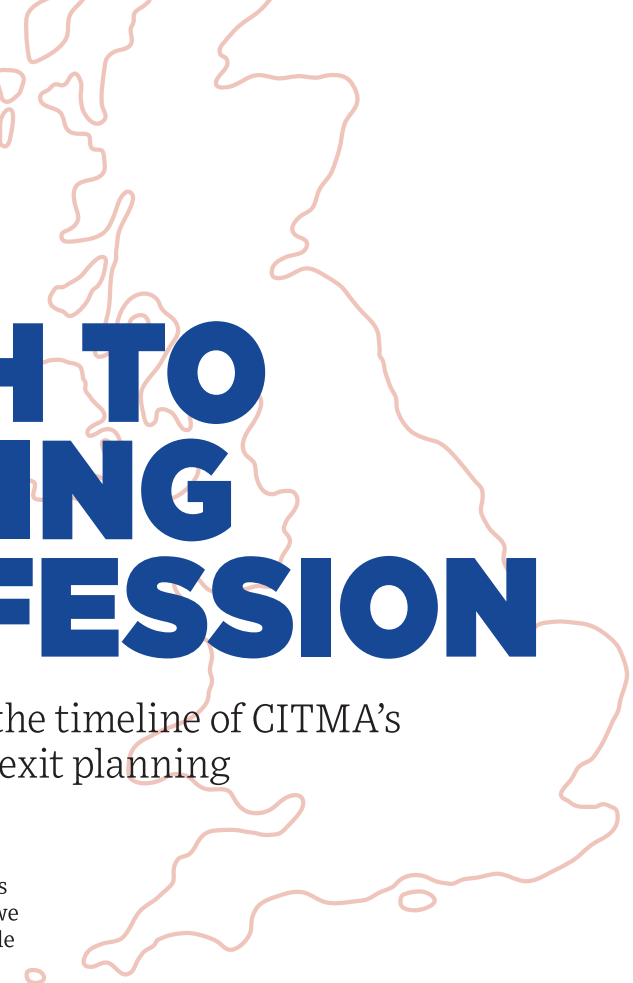 H TO
ING
FESSION
the timeline of CITMA’s
exit planning
s
we
le